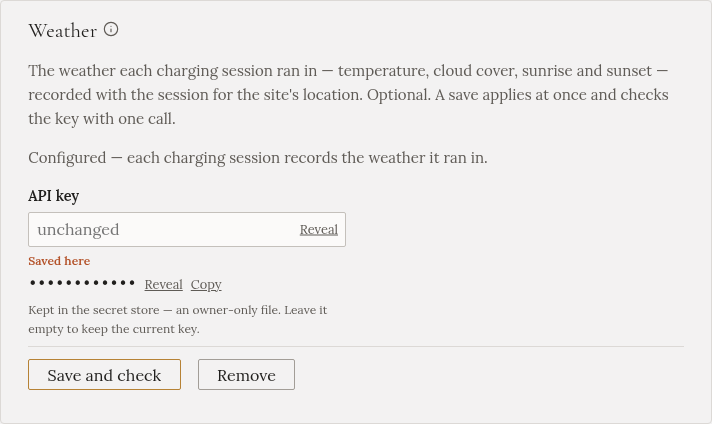 Weather
The weather each charging session ran in — temperature, cloud cover, sunrise and sunset —
recorded with the session for the site's location. Optional. A save applies at once and checks
the key with one call.
Configured — each charging session records the weather it ran in.
API key
unchanged Reveal
Saved here
•••••••••••• Reveal Copy
Kept in the secret store — an owner-only file. Leave it
empty to keep the current key.
Save and check Remove